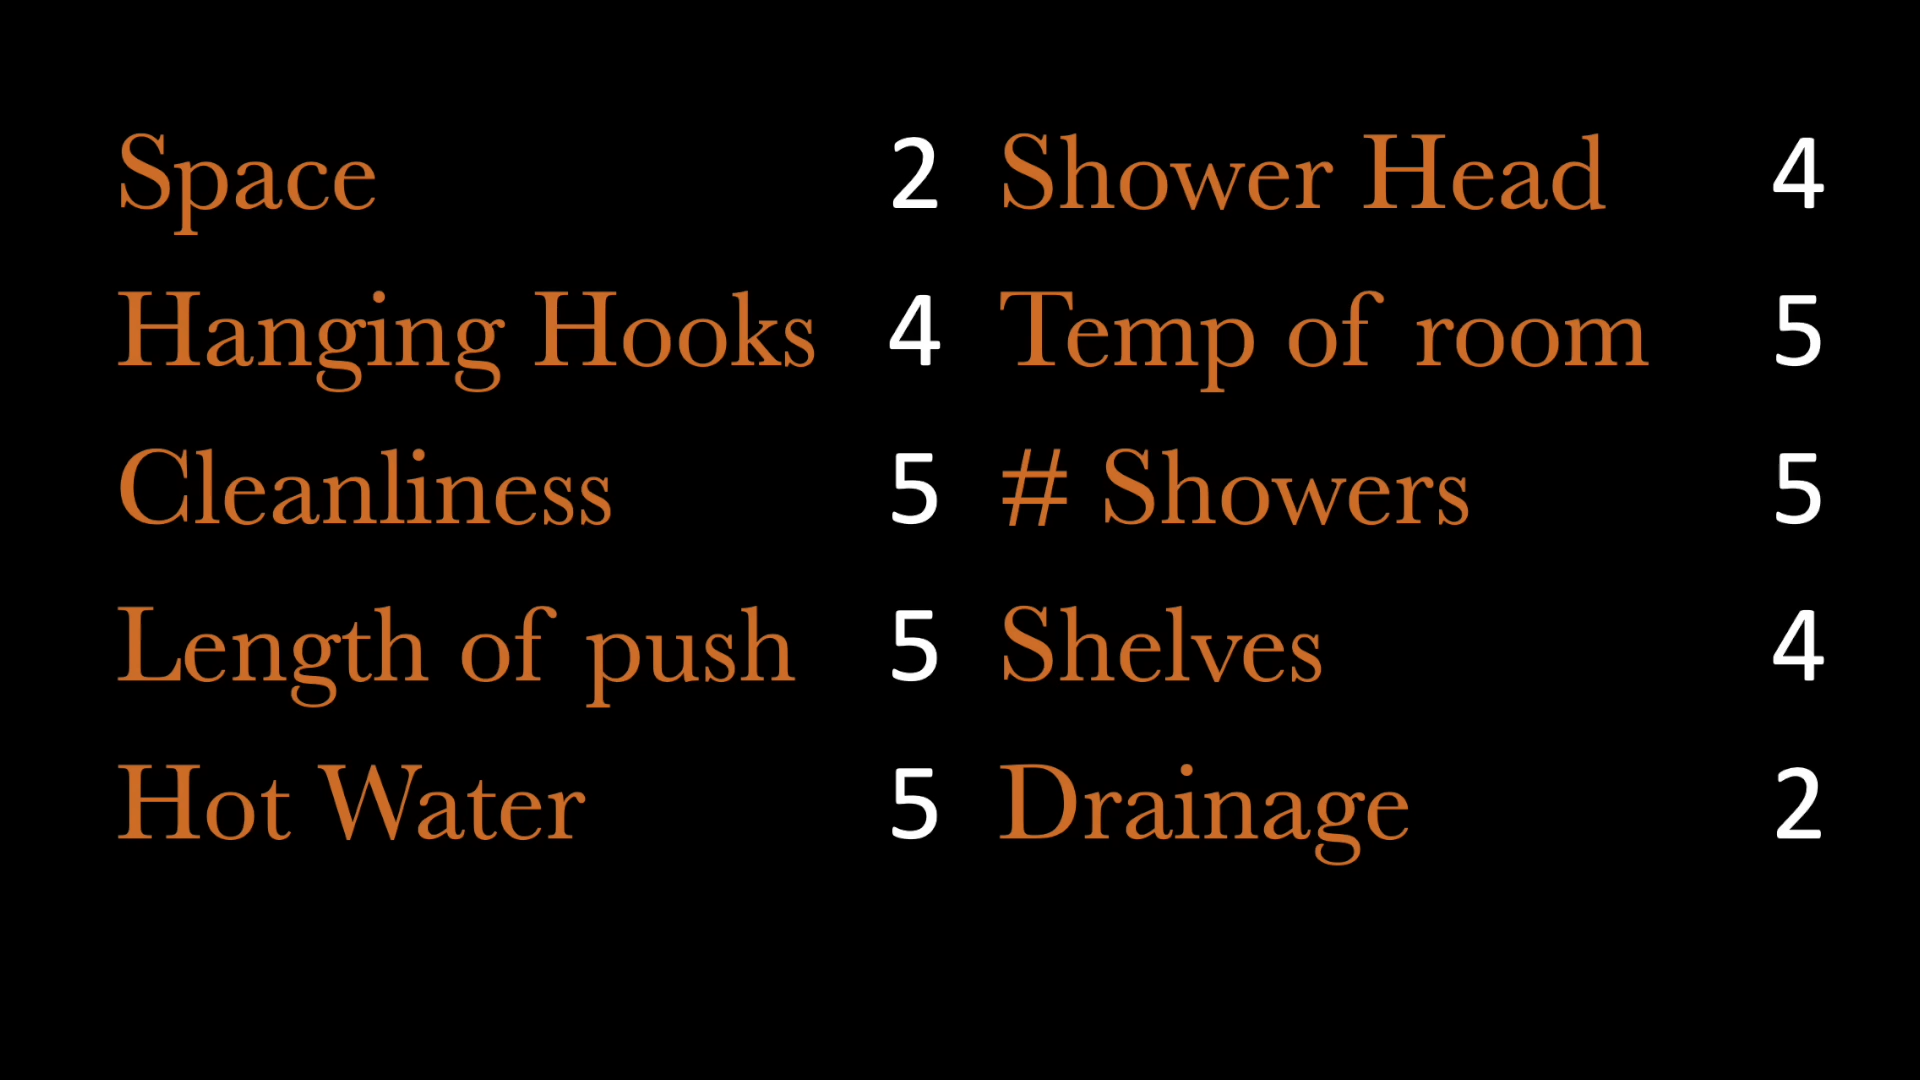 Space 2 Shower Head 4
Hanging Hooks 4 Temp of room 5
Cleanliness 5 # Showers 5
Length of push 5 Shelves 4
Hot Water 5 Drainage 2